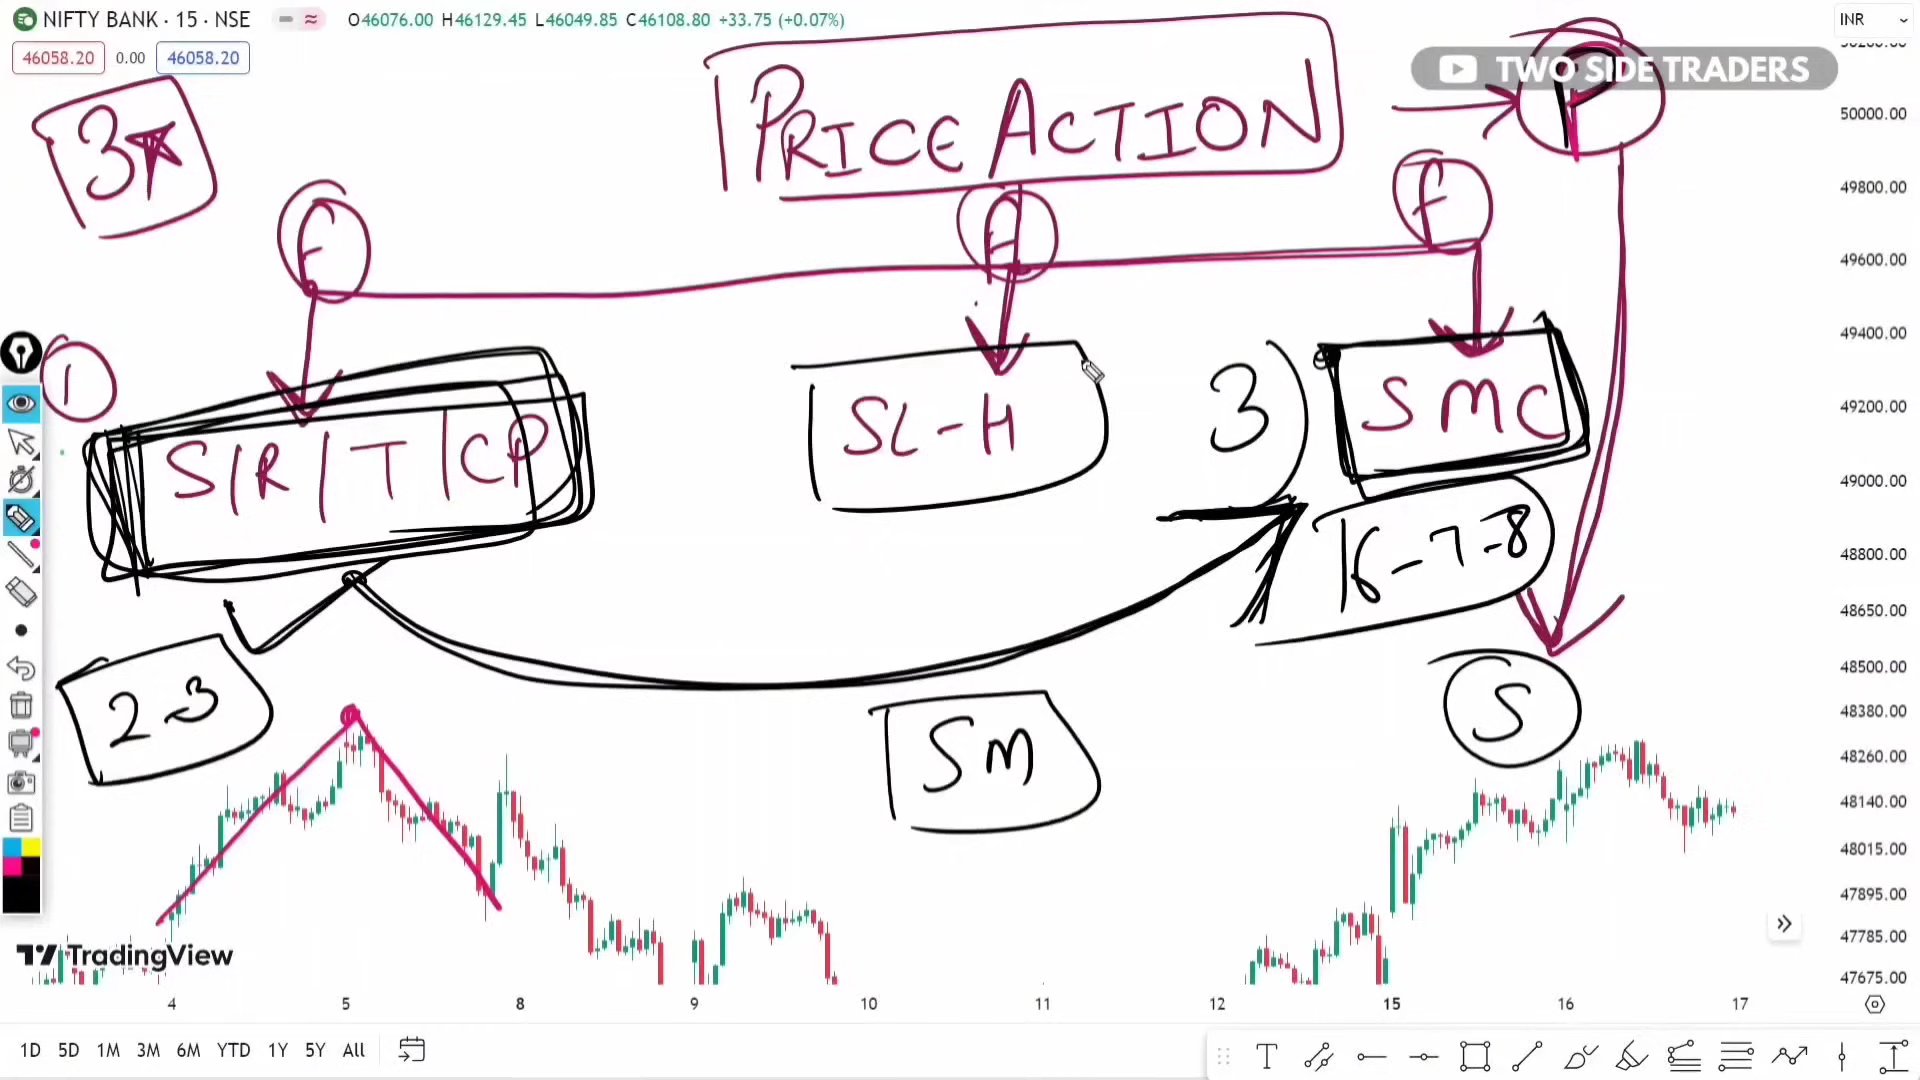 NIFTY BANK · 15 · NSE
O46076.00 H46129.45 L46049.85 C46108.80 +33.75 (+0.07%)
INR
46058.20 0.00 46058.20
TWO SIDE TRADERS
P
3
PRICE ACTION
F
F
1
S/R/T/CP
SL-H
3)
SMC
16-7-8
2-3
SM
S
50000.00
49800.00
49600.00
49400.00
49200.00
49000.00
48800.00
48650.00
48500.00
48380.00
48260.00
48140.00
48015.00
47895.00
47785.00
47675.00
TradingView
4 5 8 9 10 11 12 15 16 17
1D 5D 1M 3M 6M YTD 1Y 5Y All